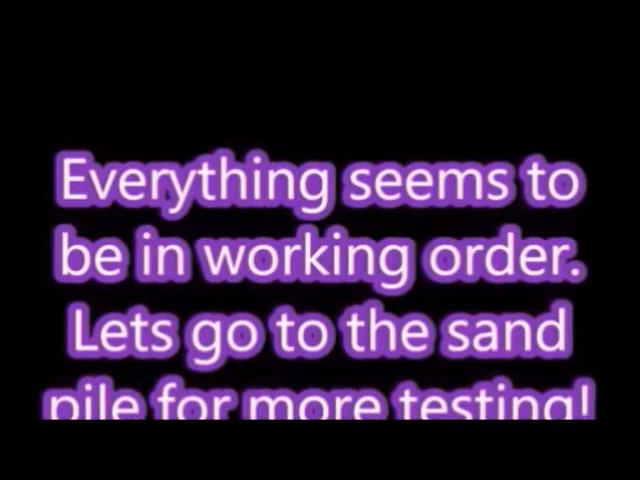 Everything seems to
be in working order.
Lets go to the sand
pile for more testing!